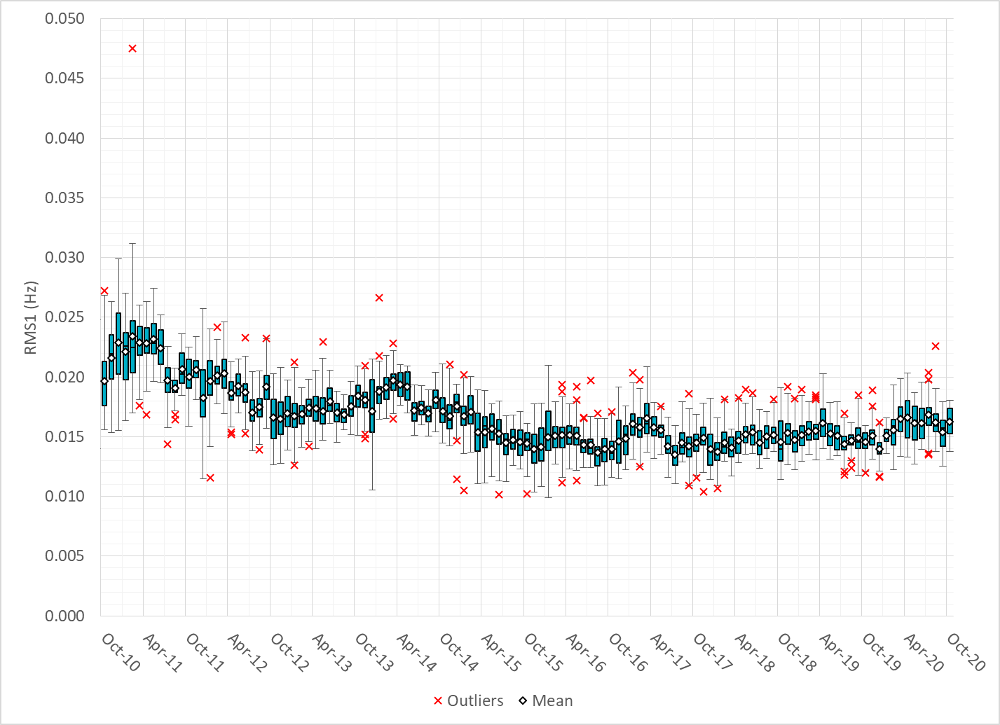 0.050
0.045
0.040
0.035
0.030
0.025
0.020
0.015
0.010
0.005
0.000
RMS1 (Hz)
Oct-10
Apr-11
Oct-11
Apr-12
Oct-12
Apr-13
Oct-13
Apr-14
Oct-14
Apr-15
Oct-15
Apr-16
Oct-16
Apr-17
Oct-17
Apr-18
Oct-18
Apr-19
Oct-19
Apr-20
Oct-20
Outliers Mean